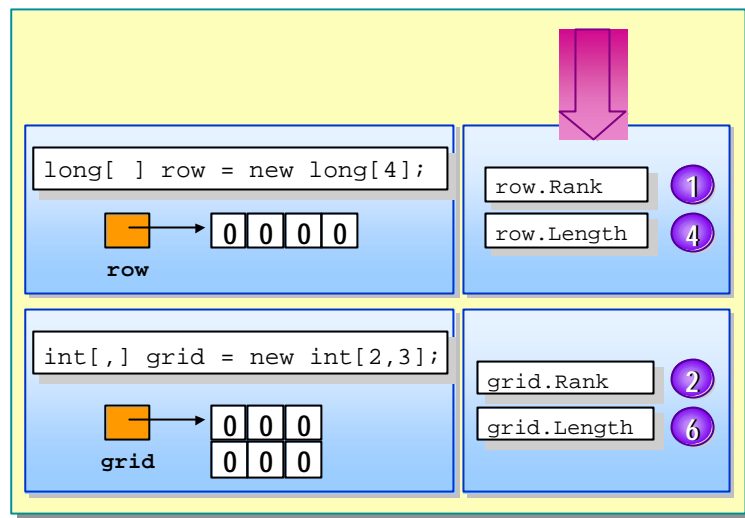 long[ ] row = new long[4];
row
0 0 0 0
row.Rank 1
row.Length 4
int[,] grid = new int[2,3];
grid
0 0 0
0 0 0
grid.Rank 2
grid.Length 6